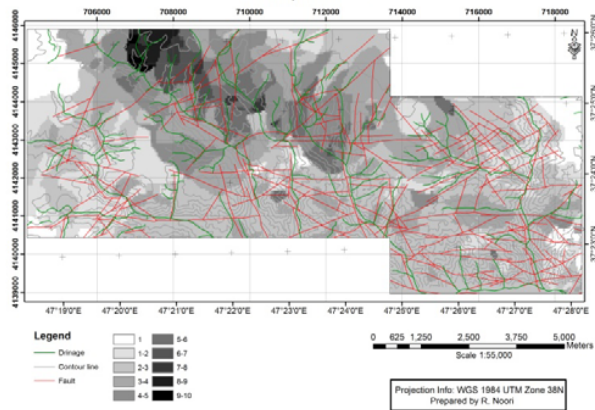 706000 708000 710000 712000 714000 716000 718000
4146000
4145000
4144000
4143000
4142000
4141000
4140000
4139000
47°19'0"E 47°20'0"E 47°21'0"E 47°22'0"E 47°23'0"E 47°24'0"E 47°25'0"E 47°26'0"E 47°27'0"E 47°28'0"E
Legend
Drinage
Contour line
Fault
1
1-2
2-3
3-4
4-5
5-6
6-7
7-8
8-9
9-10
0 625 1,250 2,500 3,750 5,000
Meters
Scale 1:55,000
Projection Info: WGS 1984 UTM Zone 38N
Prepared by R. Noori